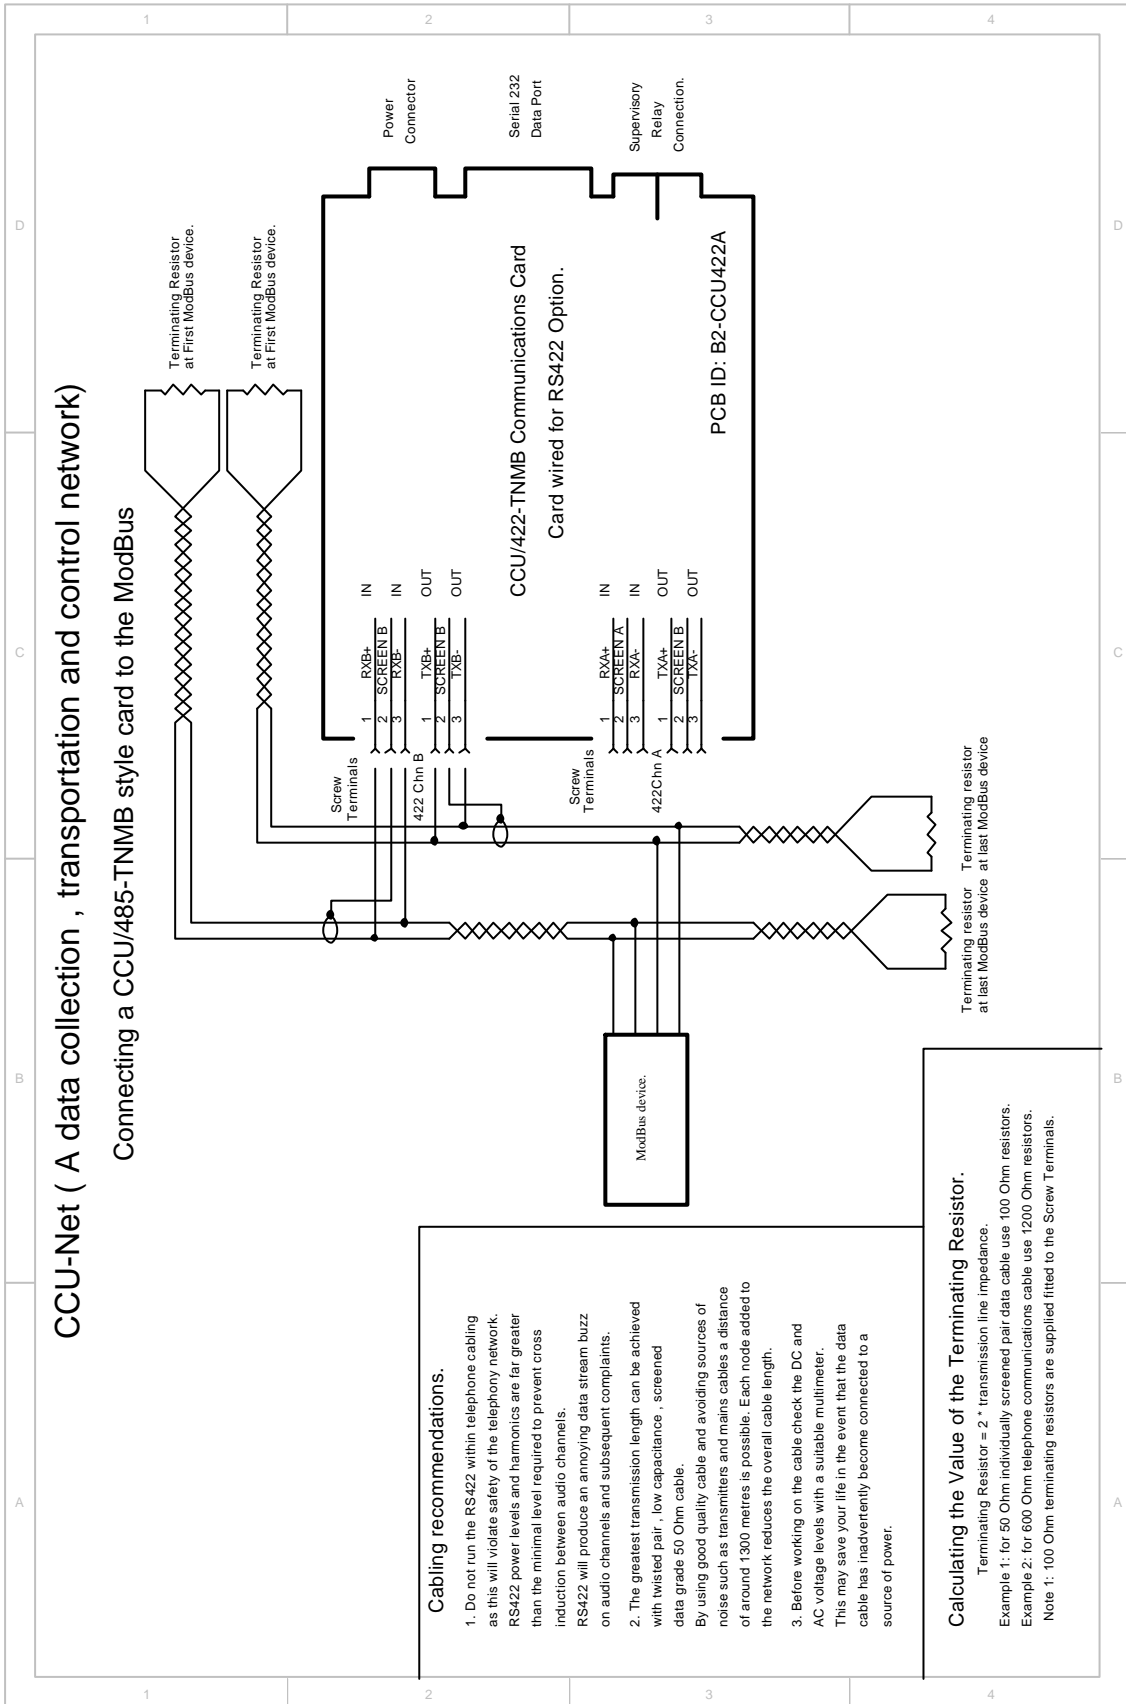 CCU-Net ( A data collection , transportation and control network)
Connecting a CCU/485-TNMB style card to the ModBus
Terminating Resistor
at First ModBus device.
Terminating Resistor
at First ModBus device.
Power
Connector
Serial 232
Data Port
Supervisory
Relay
Connection.
CCU/422-TNMB Communications Card
Card wired for RS422 Option.
PCB ID: B2-CCU422A
Screw
Terminals
422 Chn B
1 RXB+ IN
2 SCREEN B
3 RXB- IN
1 TXB+ OUT
2 SCREEN B
3 TXB- OUT
Screw
Terminals
422Chn A
1 RXA+ IN
2 SCREEN A
3 RXA- IN
1 TXA+ OUT
2 SCREEN B
3 TXA- OUT
ModBus device.
Terminating resistor
at last ModBus device
Terminating resistor
at last ModBus device
Cabling recommendations.
1. Do not run the RS422 within telephone cabling
as this will violate safety of the telephony network.
RS422 power levels and harmonics are far greater
than the minimal level required to prevent cross
induction between audio channels.
RS422 will produce an annoying data stream buzz
on audio channels and subsequent complaints.
2. The greatest transmission length can be achieved
with twisted pair , low capacitance , screened
data grade 50 Ohm cable.
By using good quality cable and avoiding sources of
noise such as transmitters and mains cables a distance
of around 1300 metres is possible. Each node added to
the network reduces the overall cable length.
3. Before working on the cable check the DC and
AC voltage levels with a suitable multimeter.
This may save your life in the event that the data
cable has inadvertently become connected to a
source of power.
Calculating the Value of the Terminating Resistor.
Terminating Resistor = 2 * transmission line impedance.
Example 1: for 50 Ohm individually screened pair data cable use 100 Ohm resistors.
Example 2: for 600 Ohm telephone communications cable use 1200 Ohm resistors.
Note 1: 100 Ohm terminating resistors are supplied fitted to the Screw Terminals.
1
2
3
4
1
2
3
4
A
B
C
D
A
B
C
D